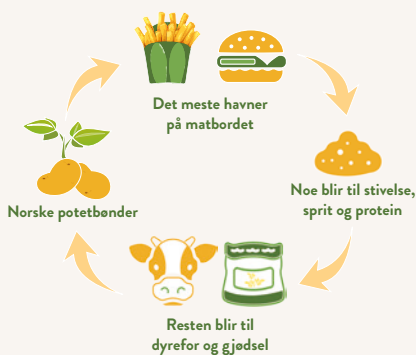 Det meste havner
på matbordet
Noe blir til stivelse,
sprit og protein
Resten blir til
dyrefor og gjødsel
Norske potetbønder